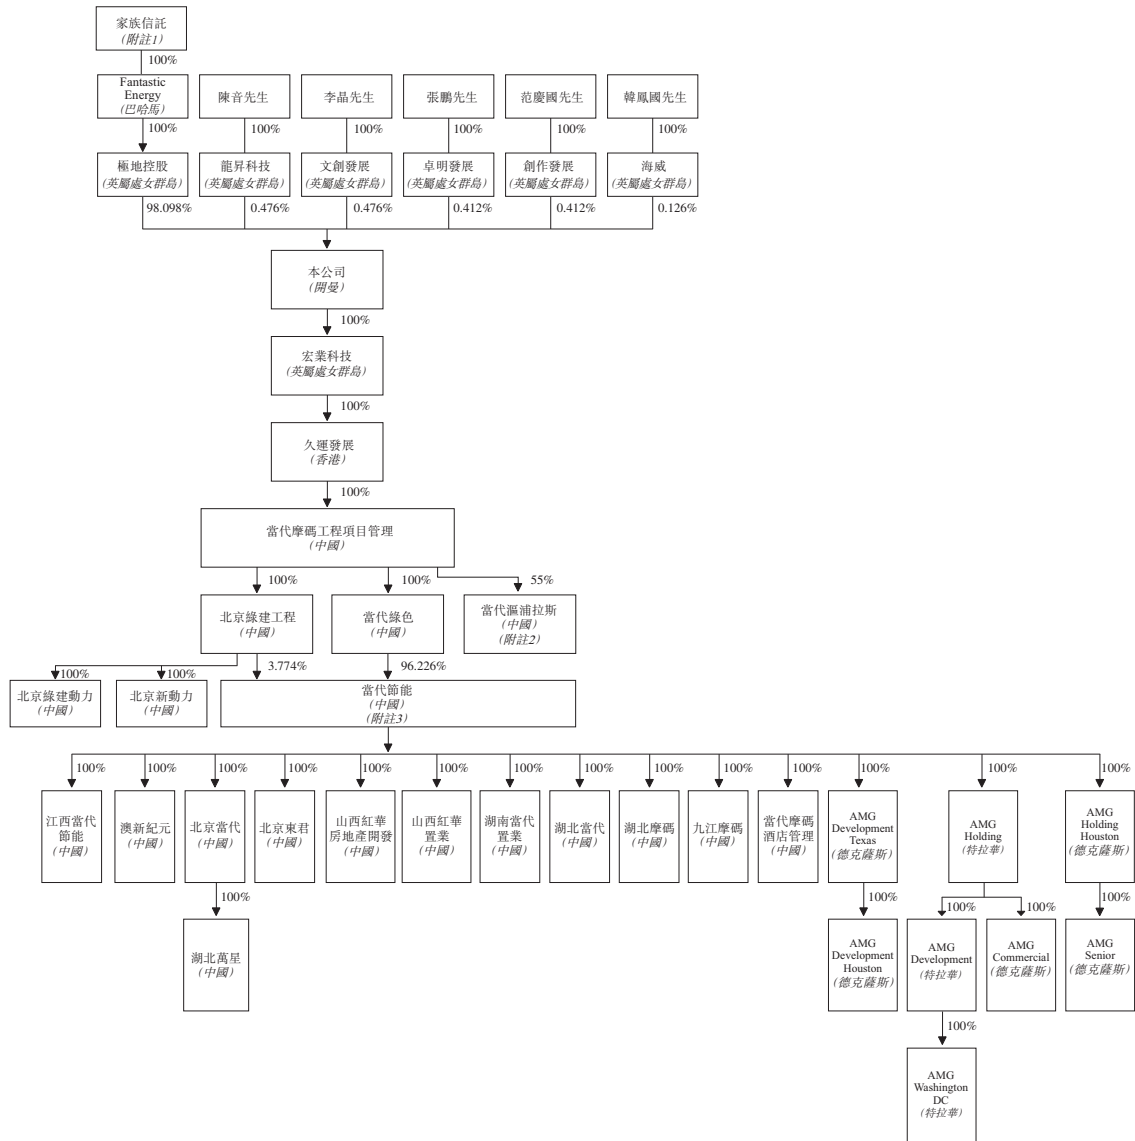 家族信託
(附註1)
100%
Fantastic
Energy
(巴哈馬)
陳音先生
李晶先生
張鵬先生
范慶國先生
韓鳳國先生
100%
100%
100%
100%
100%
100%
極地控股
(英屬處女群島)
龍昇科技
(英屬處女群島)
文創發展
(英屬處女群島)
卓明發展
(英屬處女群島)
創作發展
(英屬處女群島)
海威
(英屬處女群島)
98.098%
0.476%
0.476%
0.412%
0.412%
0.126%
本公司
(開曼)
100%
宏業科技
(英屬處女群島)
100%
久運發展
(香港)
100%
當代摩碼工程項目管理
(中國)
100%
100%
55%
北京綠建工程
(中國)
當代綠色
(中國)
當代漚浦拉斯
(中國)
(附註2)
100%
100%
3.774%
96.226%
北京綠建動力
(中國)
北京新動力
(中國)
當代節能
(中國)
(附註3)
100%
100%
100%
100%
100%
100%
100%
100%
100%
100%
100%
100%
100%
100%
江西當代
節能
(中國)
澳新紀元
(中國)
北京當代
(中國)
北京東君
(中國)
山西紅華
房地產開發
(中國)
山西紅華
置業
(中國)
湖南當代
置業
(中國)
湖北當代
(中國)
湖北摩碼
(中國)
九江摩碼
(中國)
當代摩碼
酒店管理
(中國)
AMG
Development
Texas
(德克薩斯)
AMG
Holding
(特拉華)
AMG
Holding
Houston
(德克薩斯)
100%
100%
100%
100%
100%
湖北萬星
(中國)
AMG
Development
Houston
(德克薩斯)
AMG
Development
(特拉華)
AMG
Commercial
(德克薩斯)
AMG
Senior
(德克薩斯)
100%
AMG
Washington
DC
(特拉華)